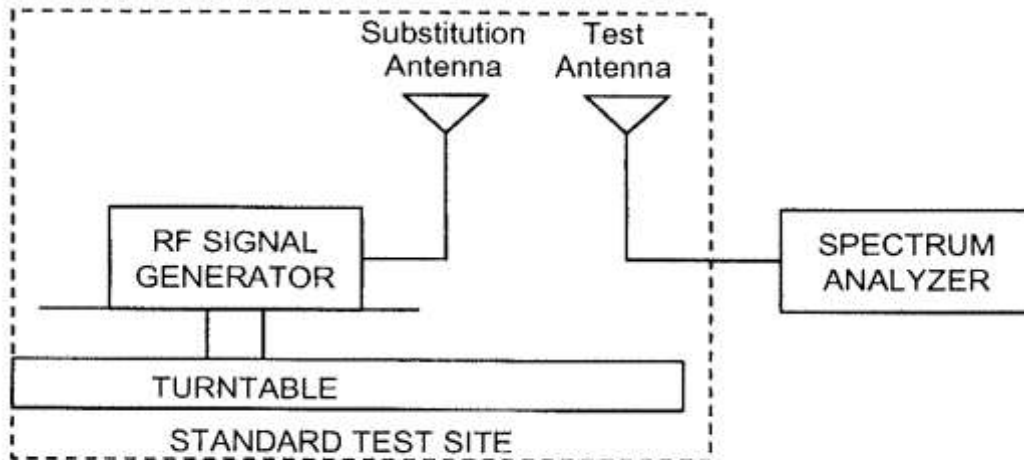 Substitution
Antenna
Test
Antenna
RF SIGNAL
GENERATOR
SPECTRUM
ANALYZER
TURNTABLE
STANDARD TEST SITE